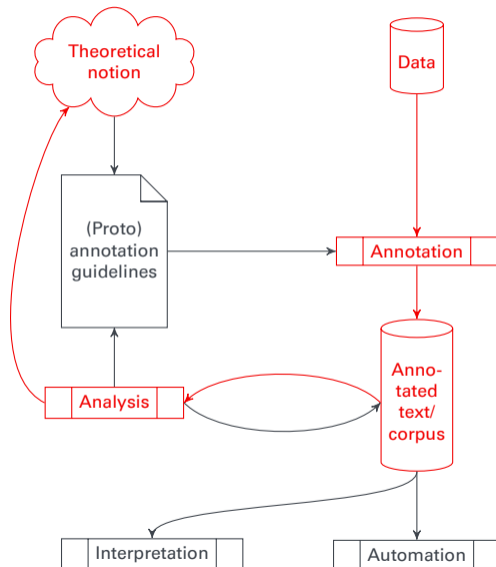 Theoretical
notion
Data
(Proto)
annotation
guidelines
Annotation
Anno-
tated
text/
corpus
Analysis
Interpretation
Automation